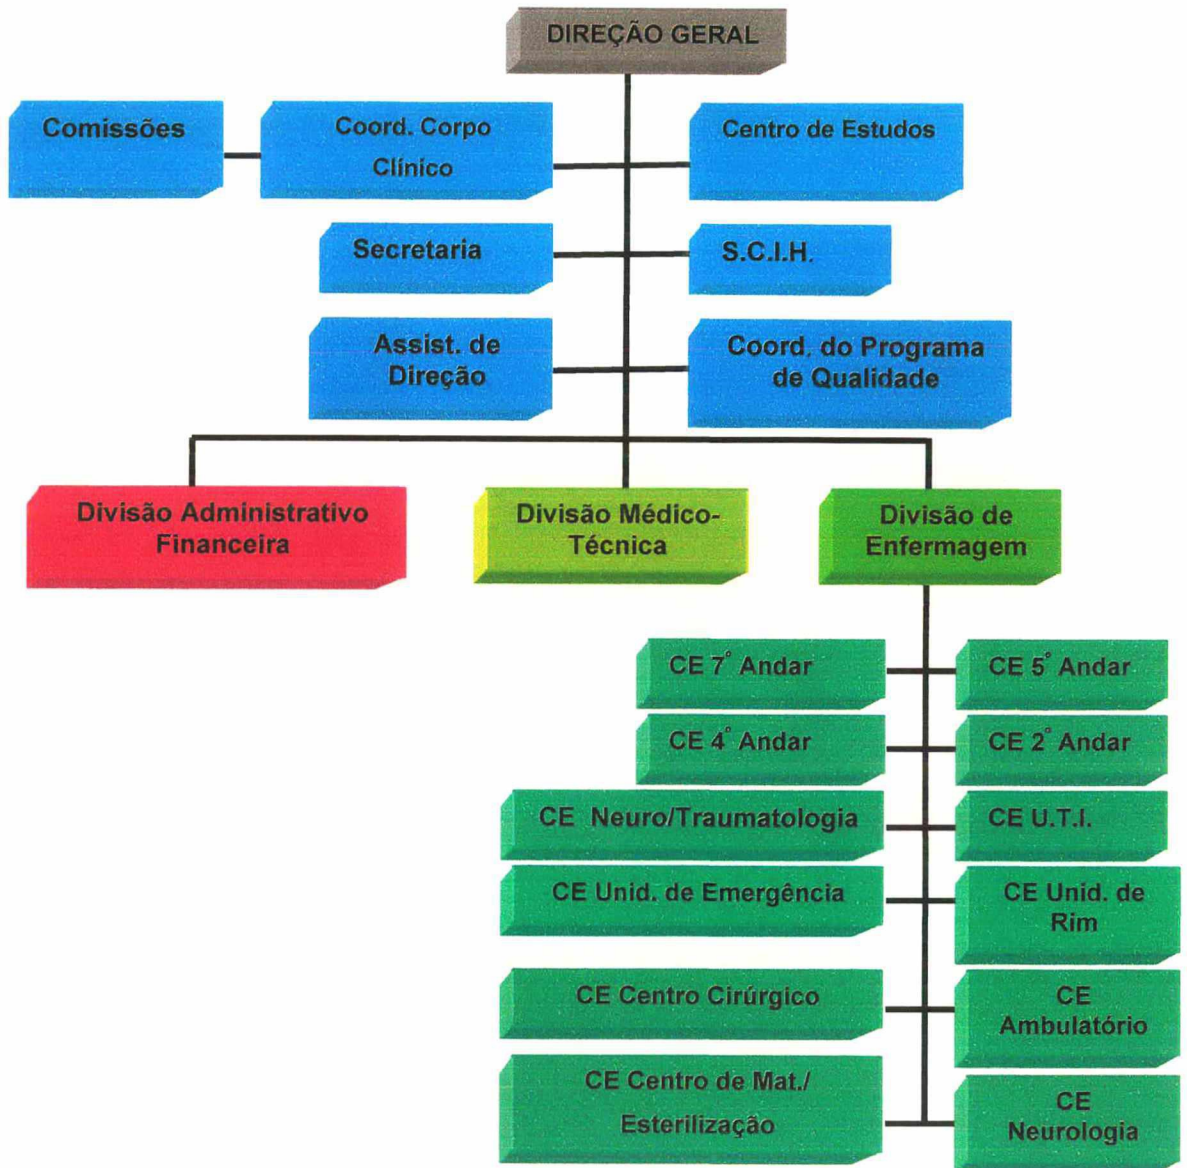 DIREÇÃO GERAL
Comissões
Coord. Corpo
Clínico
Centro de Estudos
Secretaria
S.C.I.H.
Assist. de
Direção
Coord. do Programa
de Qualidade
Divisão Administrativo
Financeira
Divisão Médico-
Técnica
Divisão de
Enfermagem
CE 7° Andar
CE 5° Andar
CE 4° Andar
CE 2° Andar
CE Neuro/Traumatologia
CE U.T.I.
CE Unid. de Emergência
CE Unid. de
Rim
CE Centro Cirúrgico
CE
Ambulatório
CE Centro de Mat./
Esterilização
CE
Neurologia